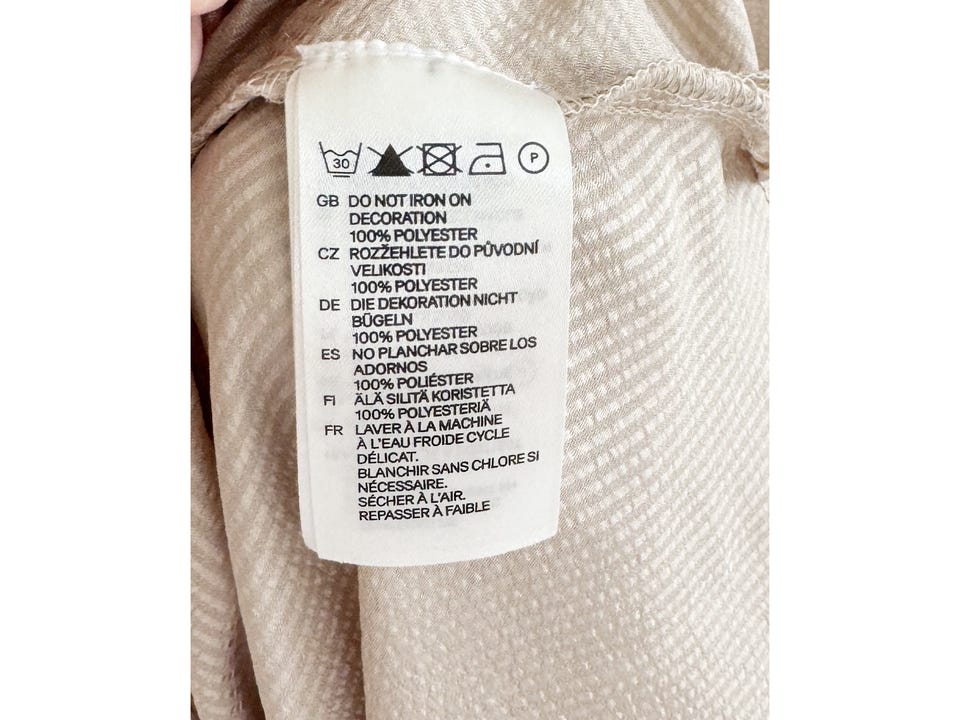 30
P
GB DO NOT IRON ON
DECORATION
100% POLYESTER
CZ ROZŽEHLETE DO PŮVODNÍ
VELIKOSTI
100% POLYESTER
DE DIE DEKORATION NICHT
BÜGELN
100% POLYESTER
ES NO PLANCHAR SOBRE LOS
ADORNOS
100% POLIÉSTER
FI ÄLÄ SILITÄ KORISTETTA
100% POLYESTERIÄ
FR LAVER À LA MACHINE
À L'EAU FROIDE CYCLE
DÉLICAT.
BLANCHIR SANS CHLORE SI
NÉCESSAIRE.
SÉCHER À L'AIR.
REPASSER À FAIBLE